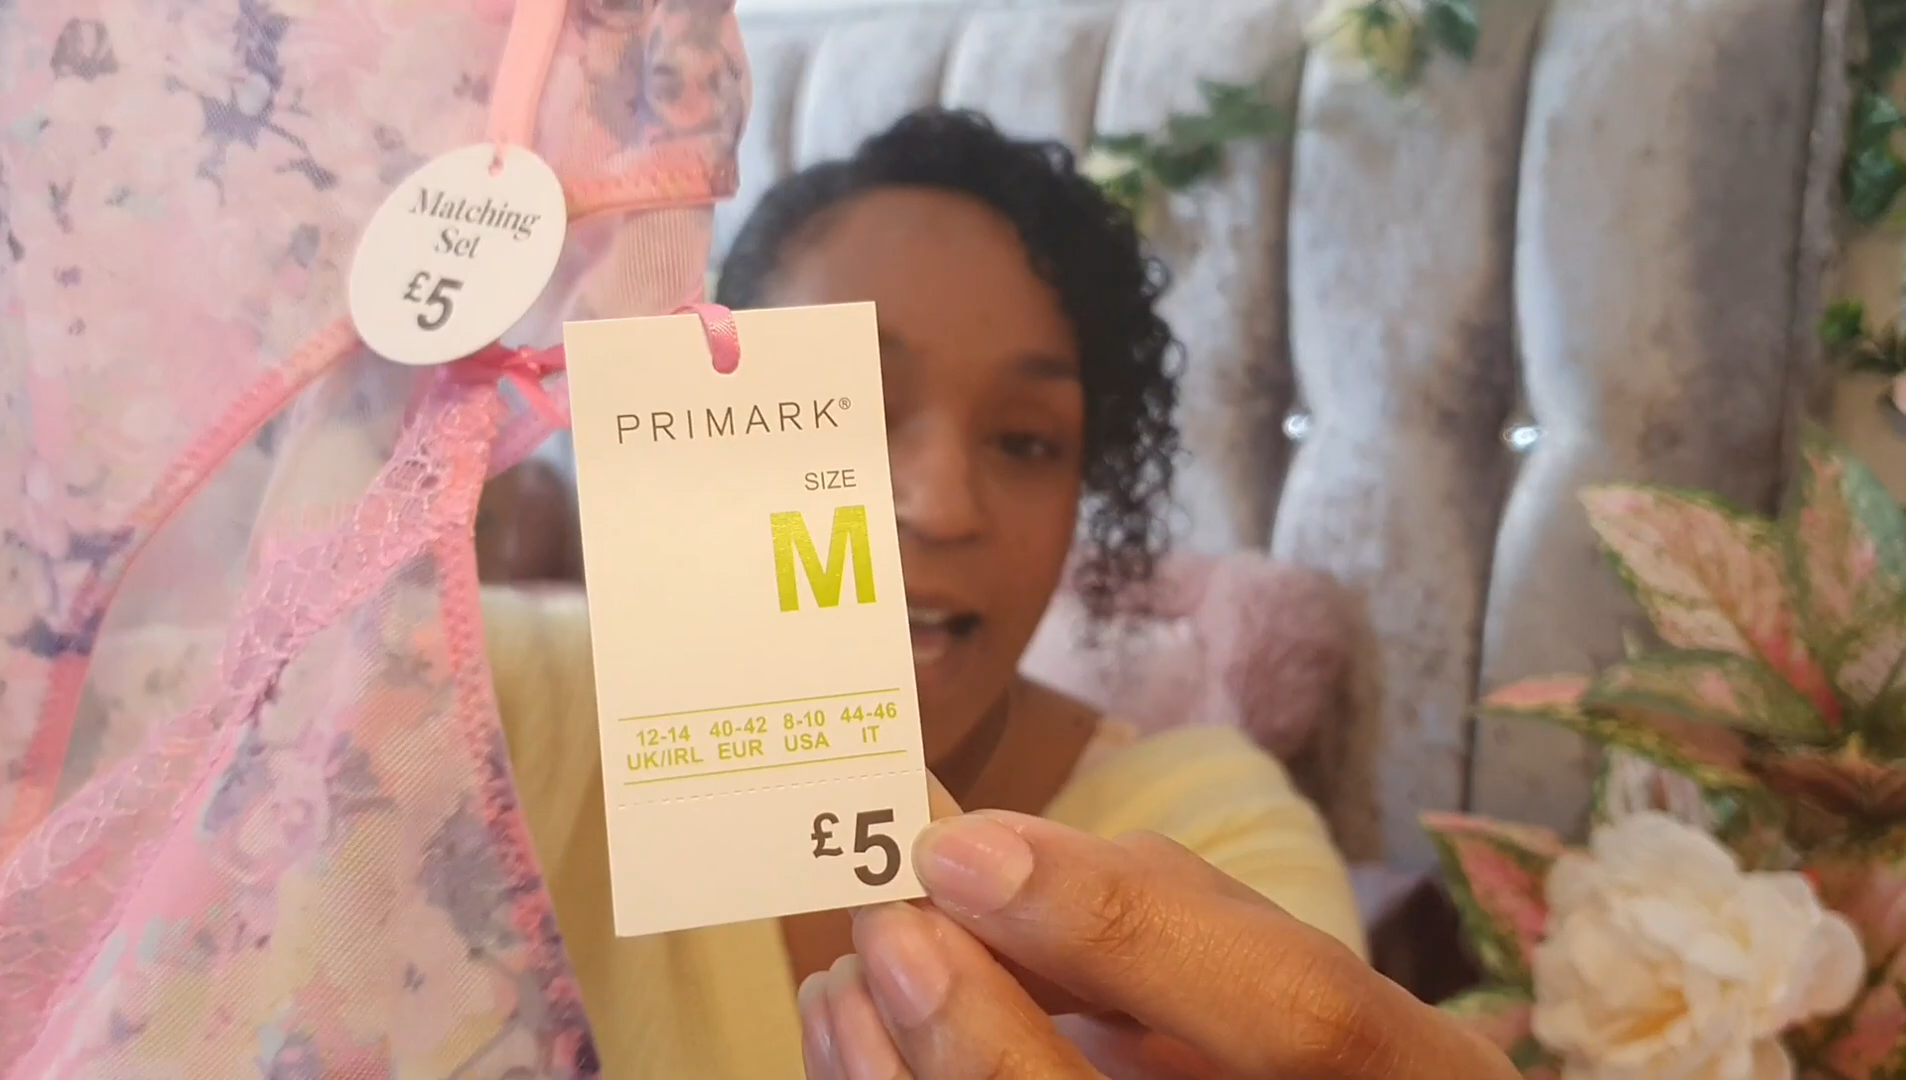 Matching
Set
£5
PRIMARK®
SIZE
M
12-14 40-42 8-10 44-46
UK/IRL EUR USA IT
£5